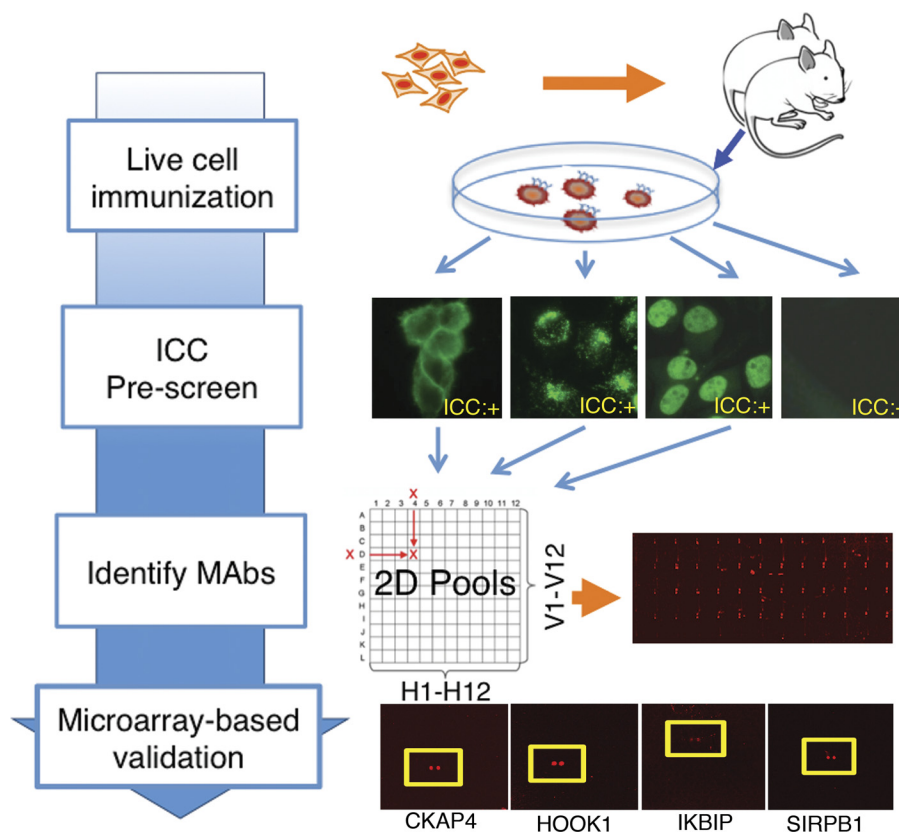 Live cell
immunization
ICC
Pre-screen
ICC:+
ICC:+
ICC:+
ICC:-
Identify MAbs
X
1 2 3 4 5 6 7 8 9 10 11 12
A
B
C
X D X
E
F
G
H
I
J
K
L
2D Pools
V1-V12
H1-H12
Microarray-based
validation
CKAP4 HOOK1 IKBIP SIRPB1